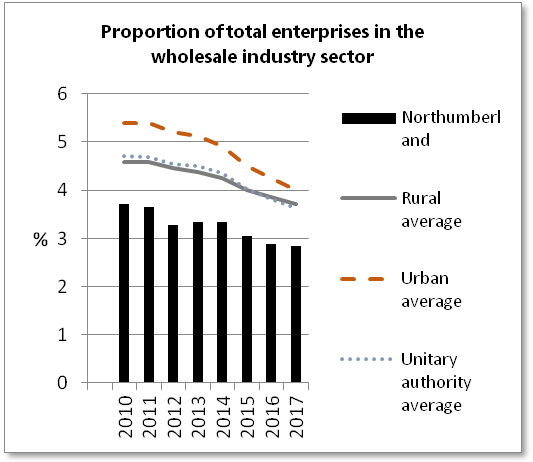 Proportion of total enterprises in the
wholesale industry sector
6
5
4
3
2
1
0
%
2010
2011
2012
2013
2014
2015
2016
2017
Northumberl
and
Rural
average
Urban
average
Unitary
authority
average